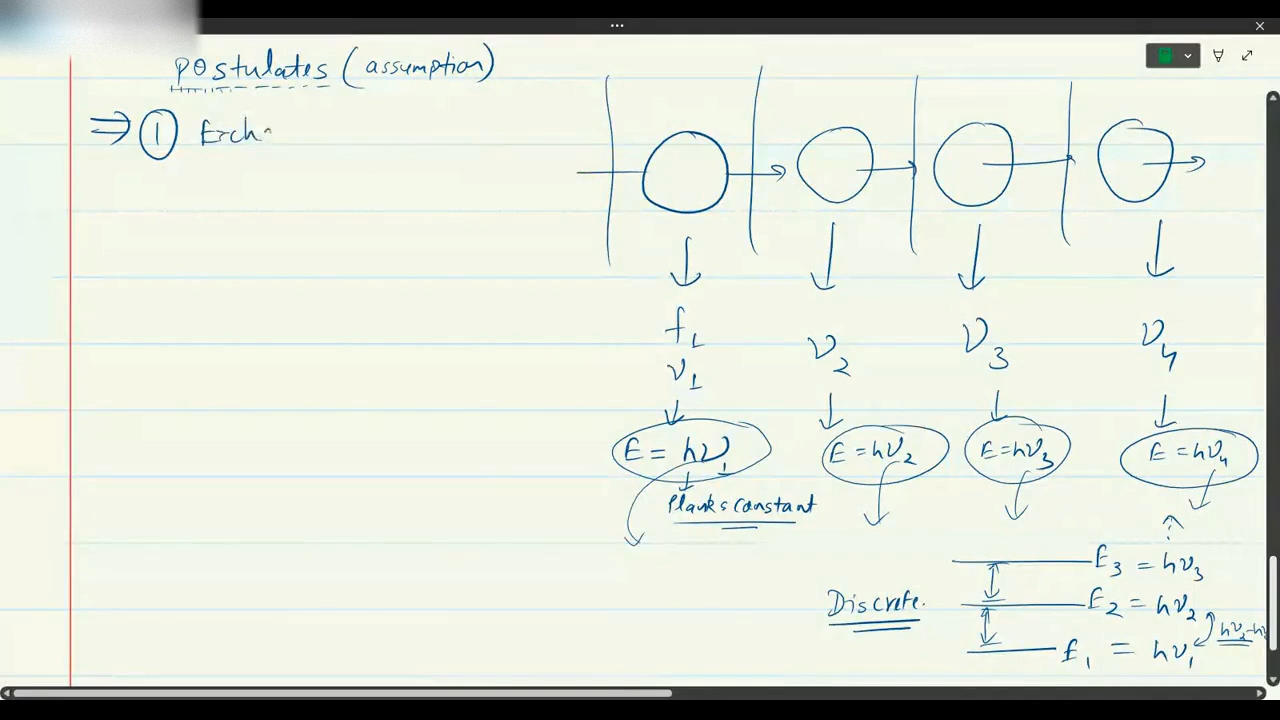 postulates (assumption)
⇒ ① Exch
f₁
ν₁ ν₂ ν₃ ν₄
E = hν₁ E = hν₂ E = hν₃ E = hν₄
Planks constant
E₃ = hν₃
Discrete. E₂ = hν₂
E₁ = hν₁